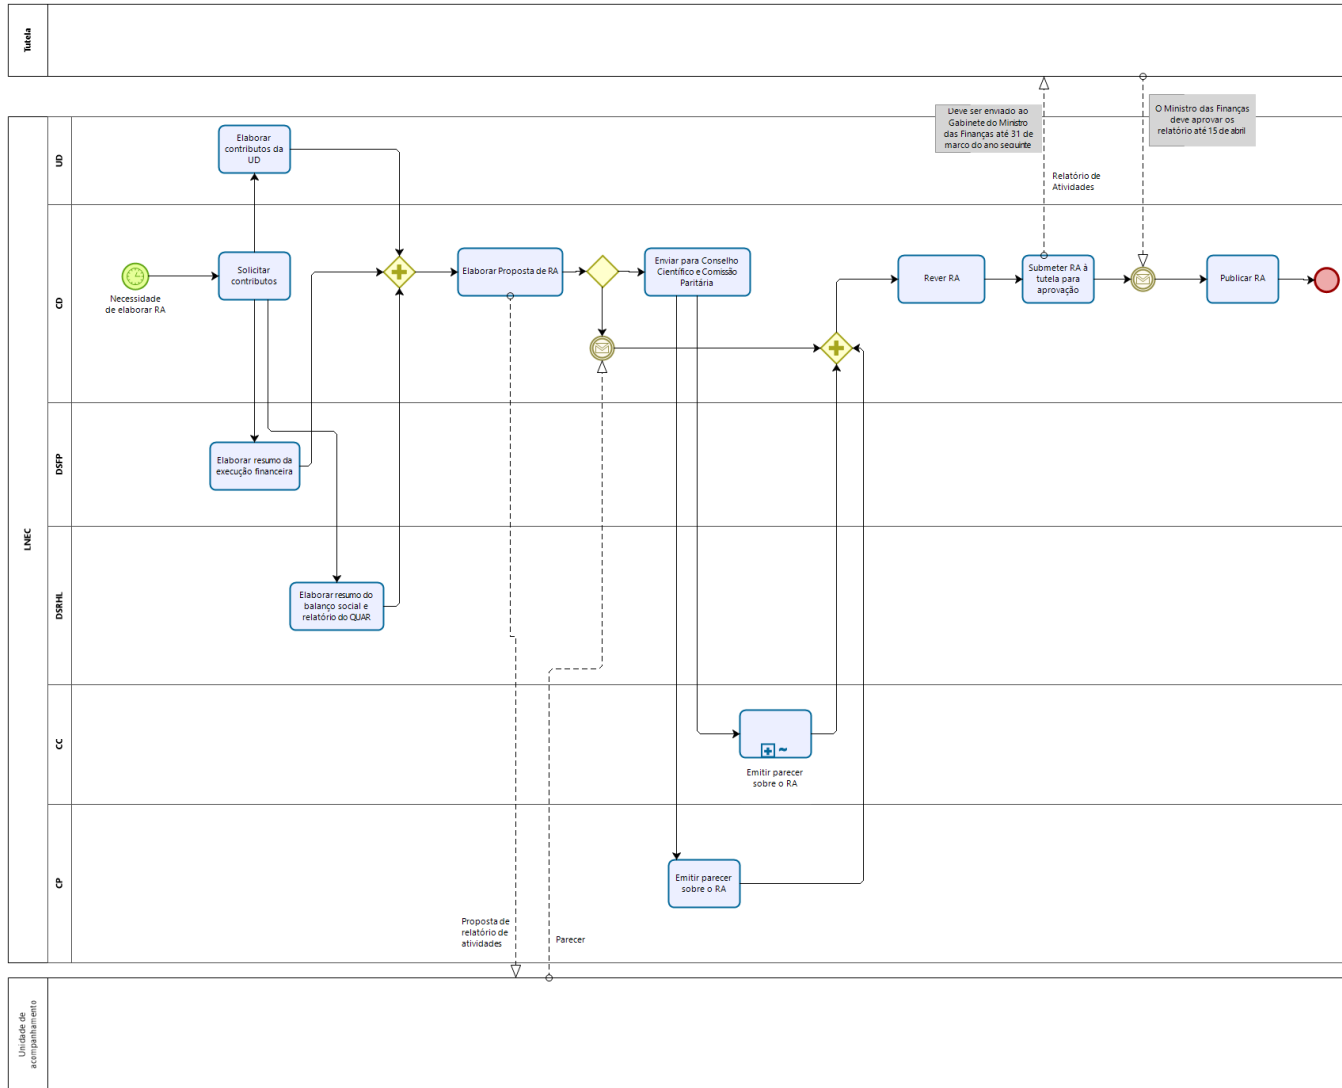 Tutela
Deve ser enviado ao
Gabinete do Ministro
das Finanças até 31 de
março do ano seguinte
O Ministro das Finanças
deve aprovar os
relatório até 15 de abril
LNEC
UD
Elaborar
contributos da
UD
Relatório de
Atividades
CD
Necessidade
de elaborar RA
Solicitar
contributos
Elaborar Proposta de RA
Enviar para Conselho
Científico e Comissão
Paritária
Rever RA
Submeter RA à
tutela para
aprovação
Publicar RA
DSFP
Elaborar resumo da
execução financeira
DSRHL
Elaborar resumo do
balanço social e
relatório do QUAR
CC
Emitir parecer
sobre o RA
CP
Emitir parecer
sobre o RA
Proposta de
relatório de
atividades
Parecer
Unidade de
acompanhamento